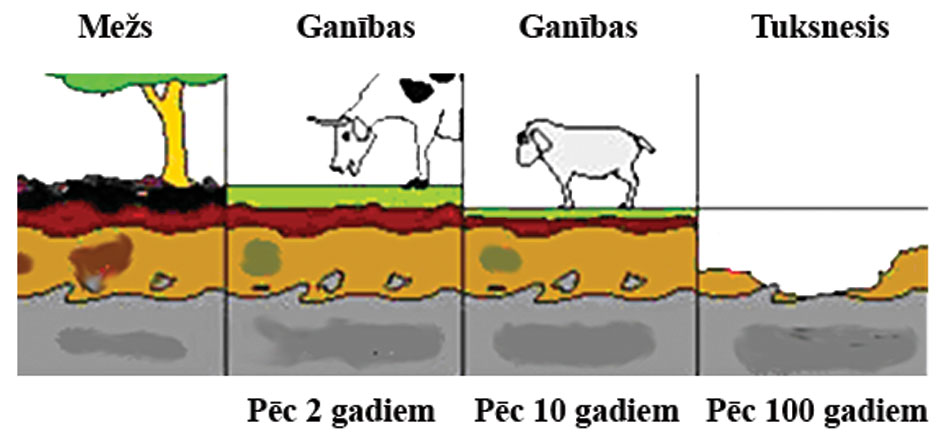 Mežs
Ganības
Ganības
Tuksnesis
Pēc 2 gadiem
Pēc 10 gadiem
Pēc 100 gadiem